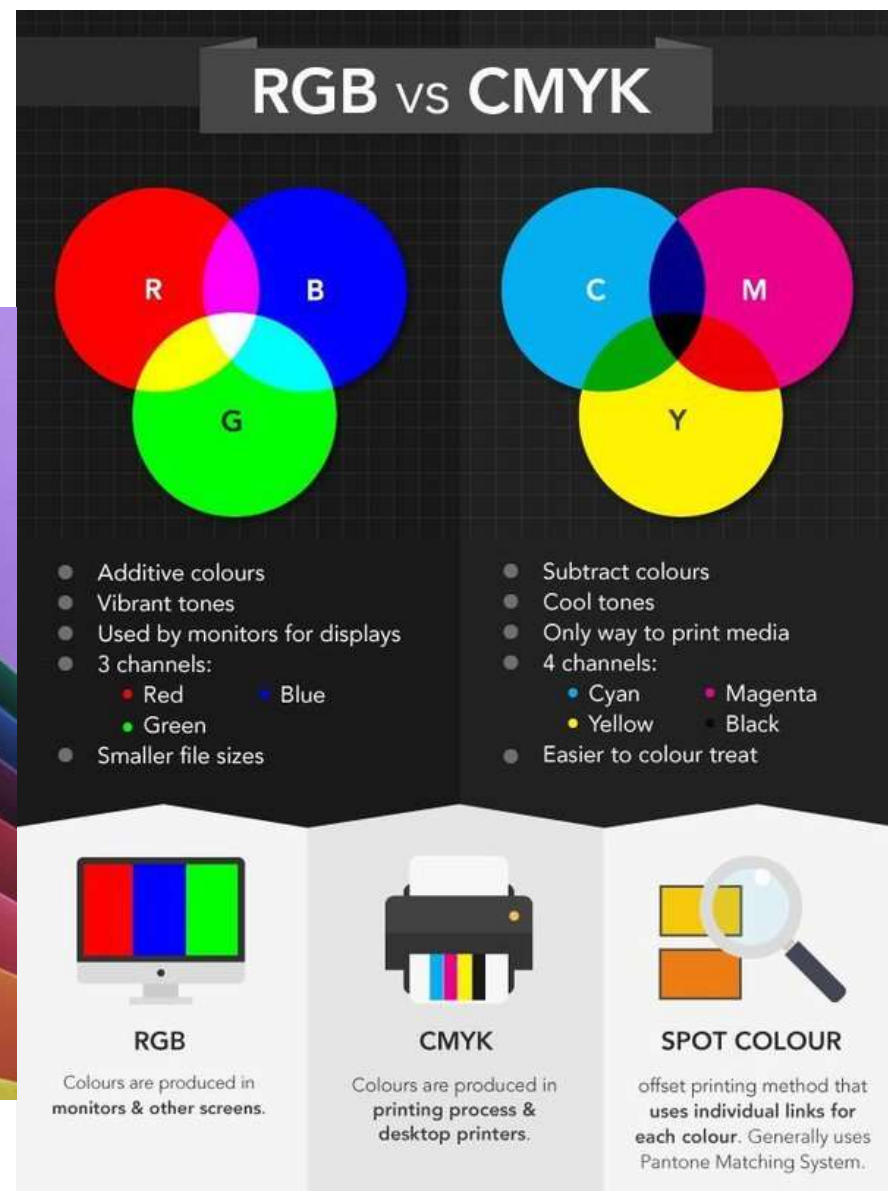 RGB vs CMYK
R
B
G
C
M
Y
Additive colours
Vibrant tones
Used by monitors for displays
3 channels:
Red
Blue
Green
Smaller file sizes
Subtract colours
Cool tones
Only way to print media
4 channels:
Cyan
Magenta
Yellow
Black
Easier to colour treat
RGB
Colours are produced in
monitors & other screens.
CMYK
Colours are produced in
printing process &
desktop printers.
SPOT COLOUR
offset printing method that
uses individual links for
each colour. Generally uses
Pantone Matching System.